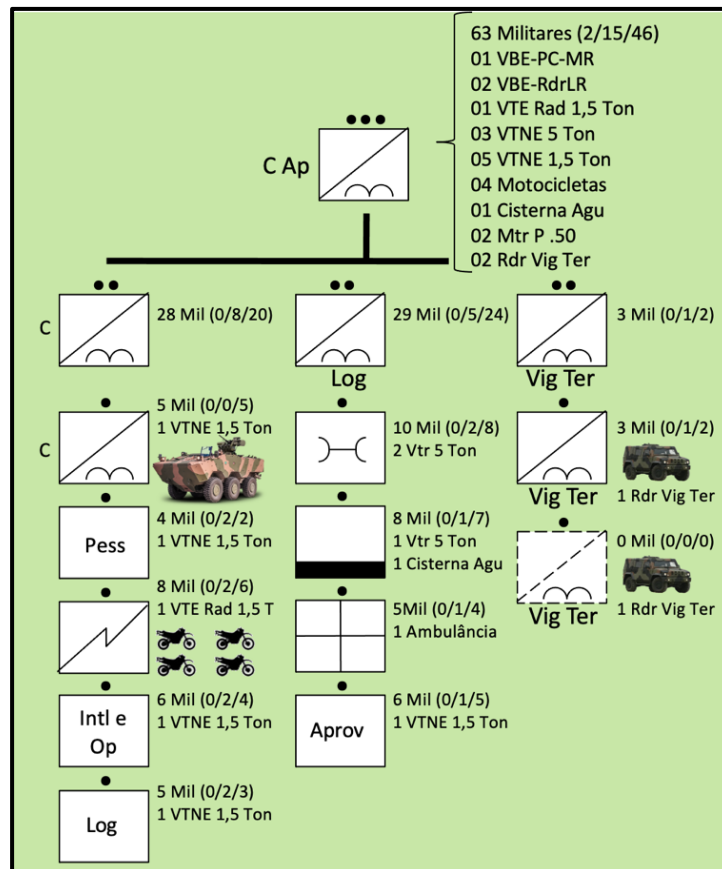 63 Militares (2/15/46)
01 VBE-PC-MR
02 VBE-RdrLR
01 VTE Rad 1,5 Ton
03 VTNE 5 Ton
05 VTNE 1,5 Ton
04 Motocicletas
01 Cisterna Agu
02 Mtr P .50
02 Rdr Vig Ter
C Ap
C
28 Mil (0/8/20)
29 Mil (0/5/24)
Log
3 Mil (0/1/2)
Vig Ter
C
5 Mil (0/0/5)
1 VTNE 1,5 Ton
10 Mil (0/2/8)
2 Vtr 5 Ton
3 Mil (0/1/2)
1 Rdr Vig Ter
Vig Ter
Pess
4 Mil (0/2/2)
1 VTNE 1,5 Ton
8 Mil (0/1/7)
1 Vtr 5 Ton
1 Cisterna Agu
0 Mil (0/0/0)
1 Rdr Vig Ter
Vig Ter
8 Mil (0/2/6)
1 VTE Rad 1,5 T
5Mil (0/1/4)
1 Ambulância
Intl e
Op
6 Mil (0/2/4)
1 VTNE 1,5 Ton
Aprov
6 Mil (0/1/5)
1 VTNE 1,5 Ton
Log
5 Mil (0/2/3)
1 VTNE 1,5 Ton